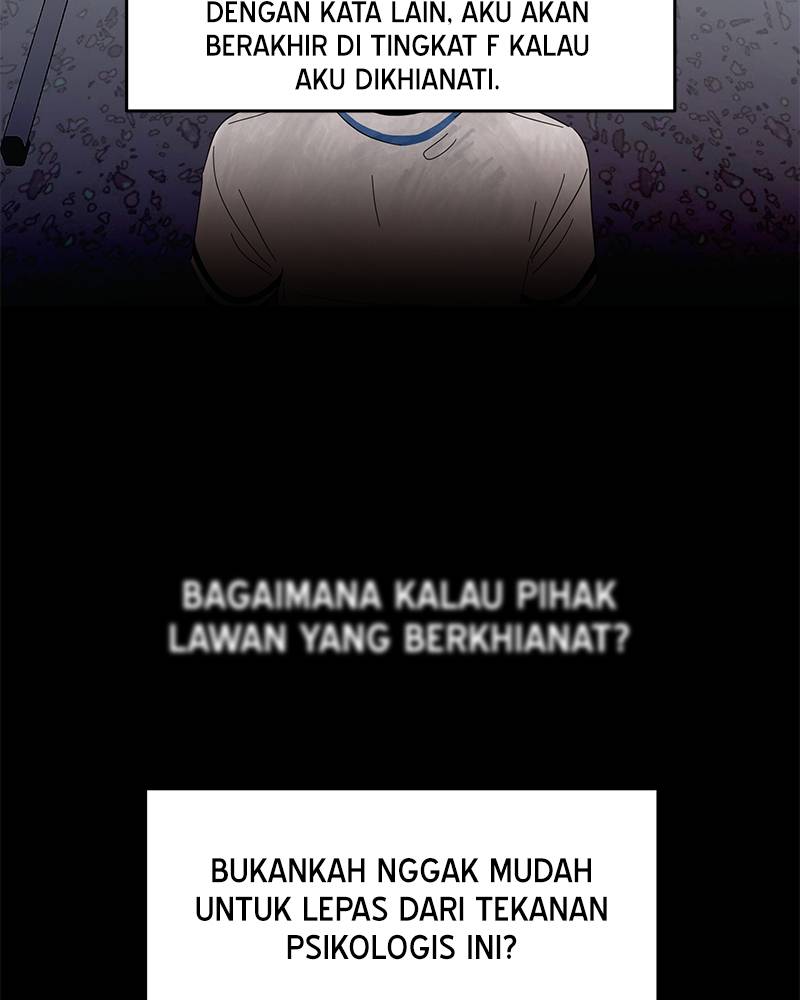 DENGAN KATA LAIN, AKU AKAN
BERAKHIR DI TINGKAT F KALAU
AKU DIKHIANATI.
BAGAIMANA KALAU PIHAK
LAWAN YANG BERKHIANAT?
BUKANKAH NGGAK MUDAH
UNTUK LEPAS DARI TEKANAN
PSIKOLOGIS INI?